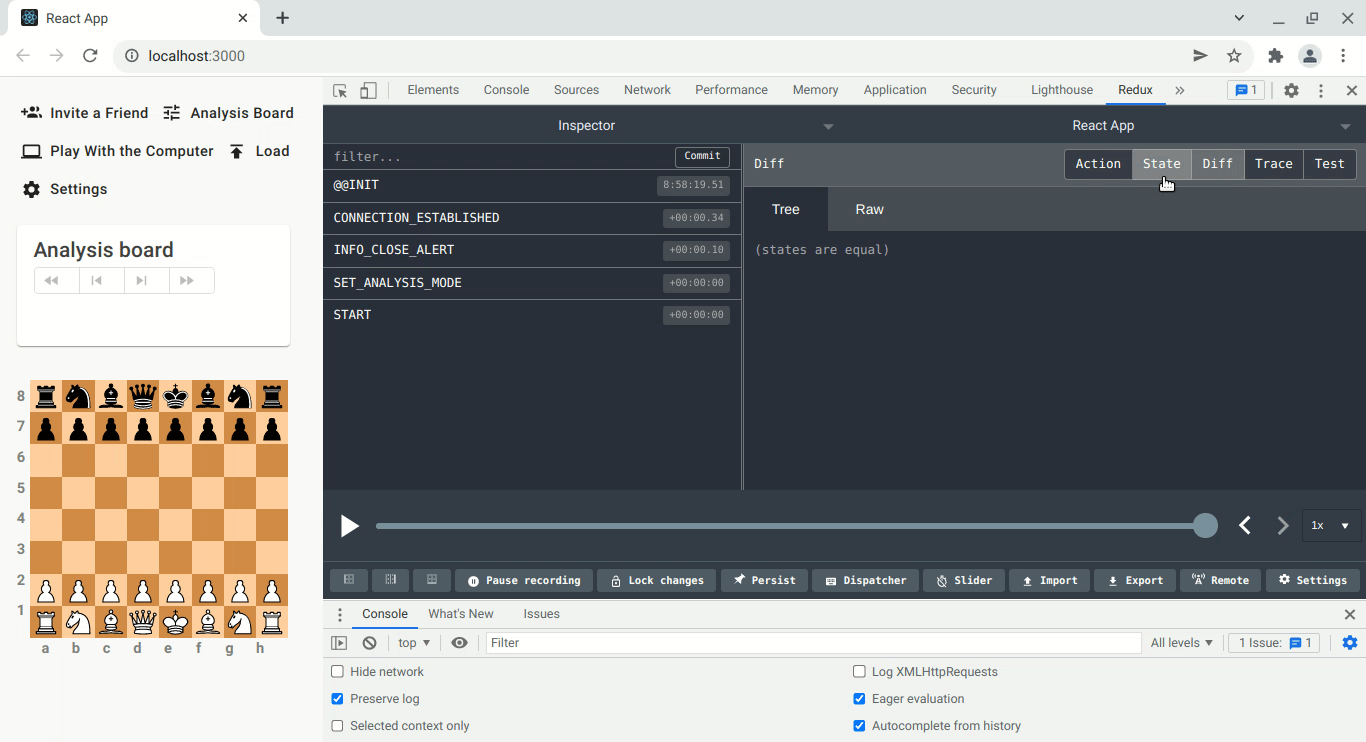 React App
localhost:3000
Invite a Friend Analysis Board
Play With the Computer Load
Settings
Analysis board
8
7
6
5
4
3
2
1
a b c d e f g h
Elements Console Sources Network Performance Memory Application Security Lighthouse Redux » 1
Inspector React App
filter... Commit
@@INIT 8:58:19.51
CONNECTION_ESTABLISHED +00:00.34
INFO_CLOSE_ALERT +00:00.10
SET_ANALYSIS_MODE +00:00:00
START +00:00:00
Diff Action State Diff Trace Test
Tree Raw
(states are equal)
1x
Pause recording Lock changes Persist Dispatcher Slider Import Export Remote Settings
Console What's New Issues
top Filter All levels 1 Issue: 1
Hide network Log XMLHttpRequests
Preserve log Eager evaluation
Selected context only Autocomplete from history